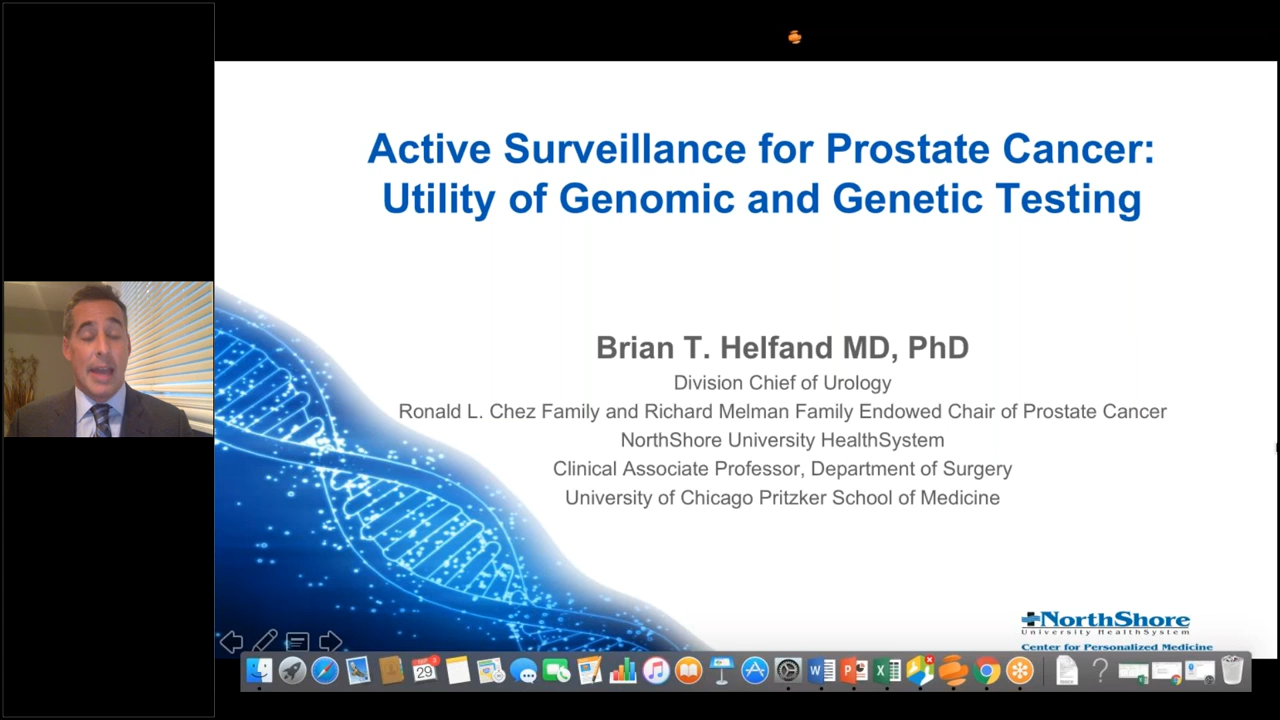 Active Surveillance for Prostate Cancer:
Utility of Genomic and Genetic Testing
Brian T. Helfand MD, PhD
Division Chief of Urology
Ronald L. Chez Family and Richard Melman Family Endowed Chair of Prostate Cancer
NorthShore University HealthSystem
Clinical Associate Professor, Department of Surgery
University of Chicago Pritzker School of Medicine
NorthShore
University HealthSystem
Center for Personalized Medicine
29